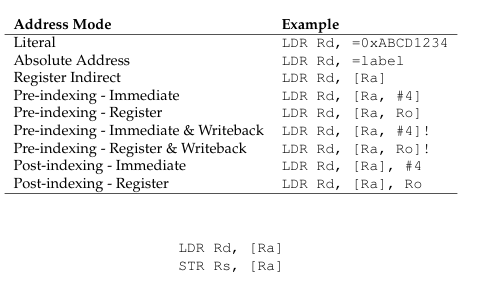 Address Mode Example
Literal LDR Rd, =0xABCD1234
Absolute Address LDR Rd, =label
Register Indirect LDR Rd, [Ra]
Pre-indexing - Immediate LDR Rd, [Ra, #4]
Pre-indexing - Register LDR Rd, [Ra, Ro]
Pre-indexing - Immediate & Writeback LDR Rd, [Ra, #4]!
Pre-indexing - Register & Writeback LDR Rd, [Ra, Ro]!
Post-indexing - Immediate LDR Rd, [Ra], #4
Post-indexing - Register LDR Rd, [Ra], Ro
LDR Rd, [Ra]
STR Rs, [Ra]